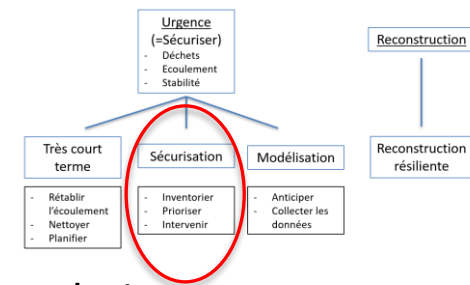 Urgence
(=Sécuriser)
- Déchets
- Ecoulement
- Stabilité
Reconstruction
Très court
terme
Sécurisation
Modélisation
Reconstruction
résiliente
- Rétablir
l'écoulement
- Nettoyer
- Planifier
- Inventorier
- Prioriser
- Intervenir
- Anticiper
- Collecter les
données